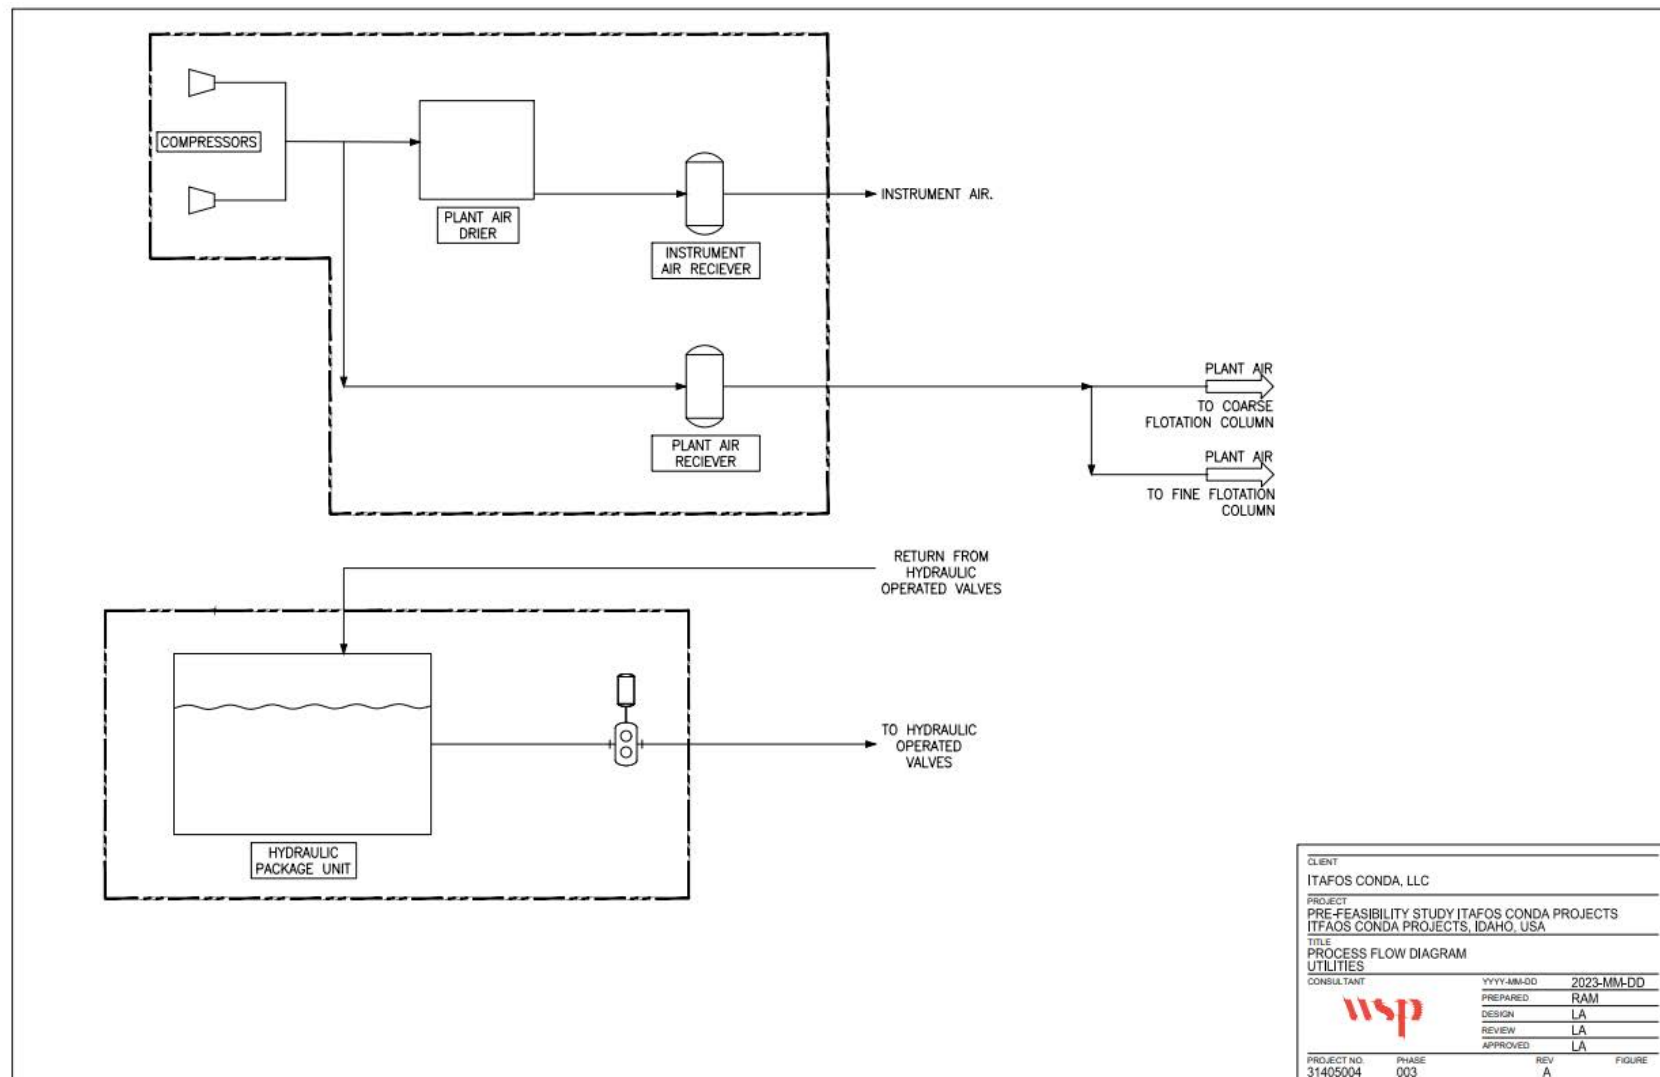 COMPRESSORS
PLANT AIR
DRIER
INSTRUMENT AIR.
INSTRUMENT
AIR RECIEVER
PLANT AIR
RECIEVER
PLANT AIR
TO COARSE
FLOTATION COLUMN
PLANT AIR
TO FINE FLOTATION
COLUMN
RETURN FROM
HYDRAULIC
OPERATED VALVES
TO HYDRAULIC
OPERATED
VALVES
HYDRAULIC
PACKAGE UNIT
CLIENT
ITAFOS CONDA, LLC
PROJECT
PRE-FEASIBILITY STUDY ITAFOS CONDA PROJECTS
ITFAOS CONDA PROJECTS, IDAHO, USA
TITLE
PROCESS FLOW DIAGRAM
UTILITIES
CONSULTANT
wsp
YYYY-MM-DD 2023-MM-DD
PREPARED RAM
DESIGN LA
REVIEW LA
APPROVED LA
PROJECT NO. PHASE REV FIGURE
31405004 003 A